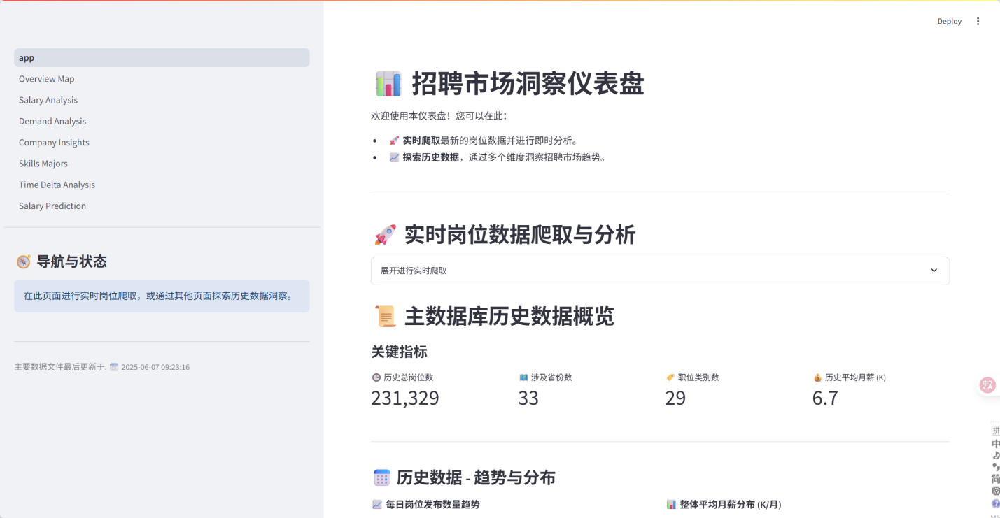 Deploy
app
Overview Map
Salary Analysis
Demand Analysis
Company Insights
Skills Majors
Time Delta Analysis
Salary Prediction
导航与状态
在此页面进行实时岗位爬取，或通过其他页面探索历史数据洞察。
主要数据文件最后更新于: 2025-06-07 09:23:16
招聘市场洞察仪表盘
欢迎使用本仪表盘！您可以在此：
实时爬取最新的岗位数据并进行即时分析。
探索历史数据，通过多个维度洞察招聘市场趋势。
实时岗位数据爬取与分析
展开进行实时爬取
主数据库历史数据概览
关键指标
历史总岗位数 涉及省份数 职位类别数 历史平均月薪 (K)
231,329 33 29 6.7
历史数据 - 趋势与分布
每日岗位发布数量趋势 整体平均月薪分布 (K/月)
中
简